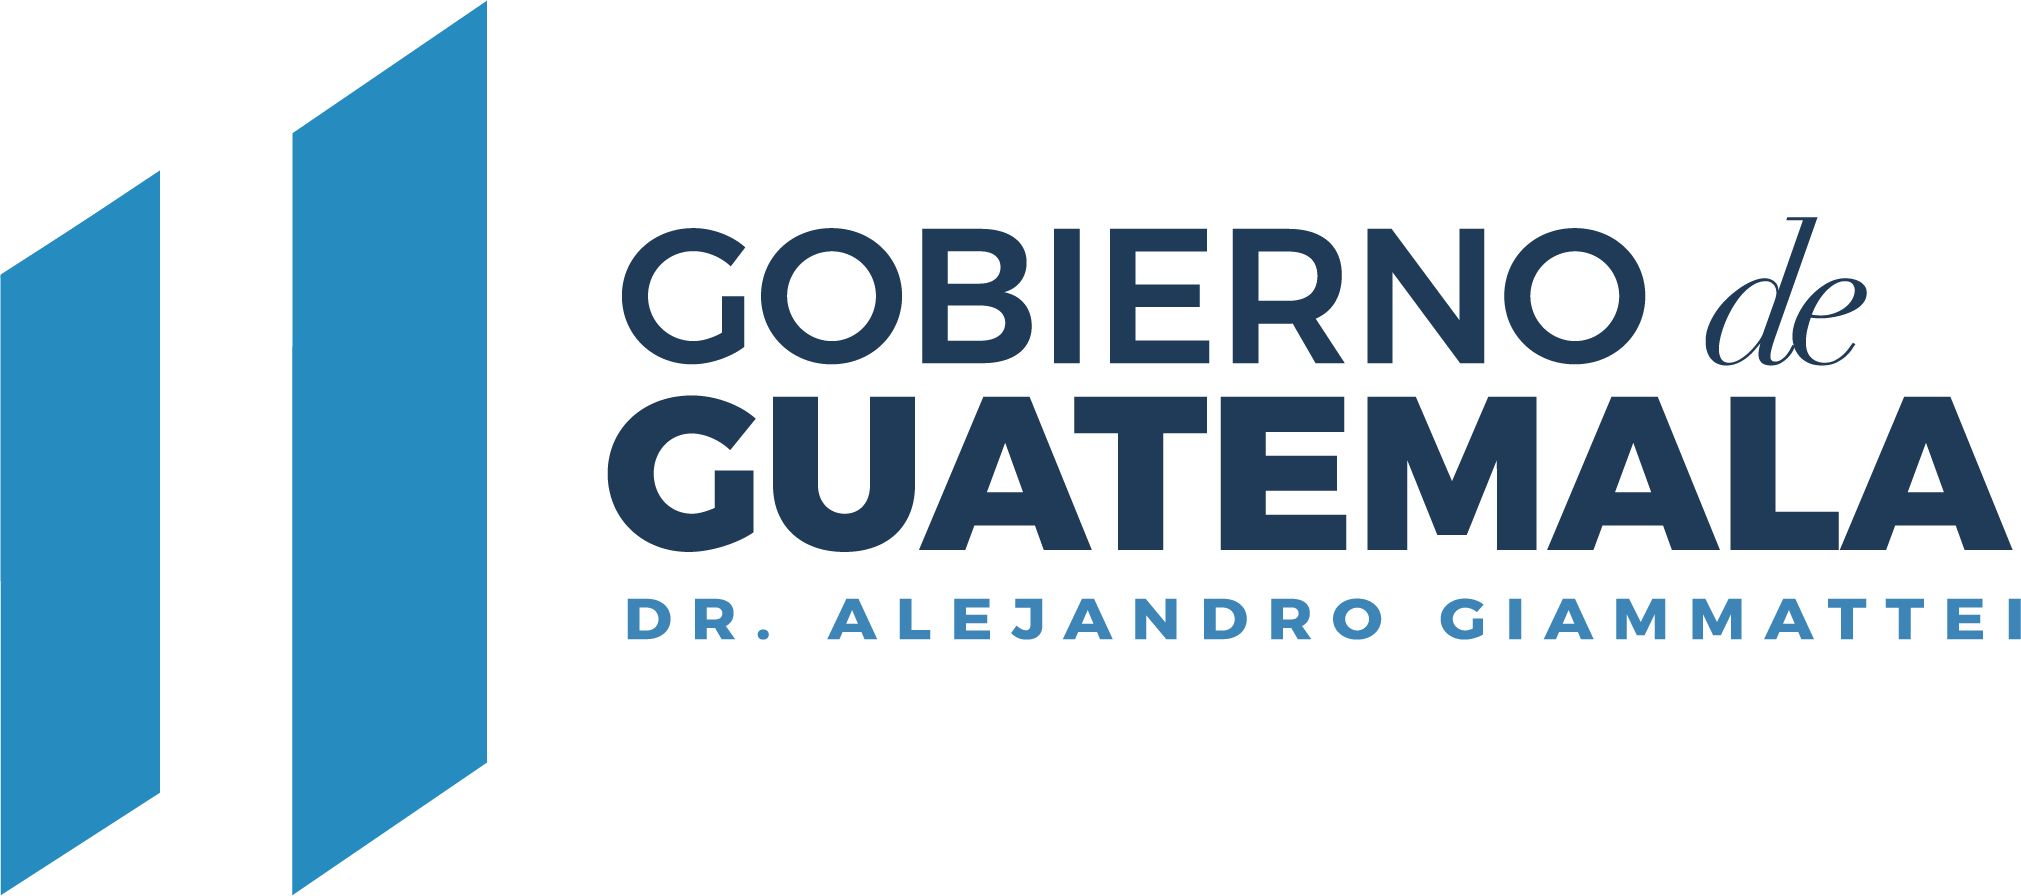 GOBIERNO de
GUATEMALA
DR. ALEJANDRO GIAMMATTEI